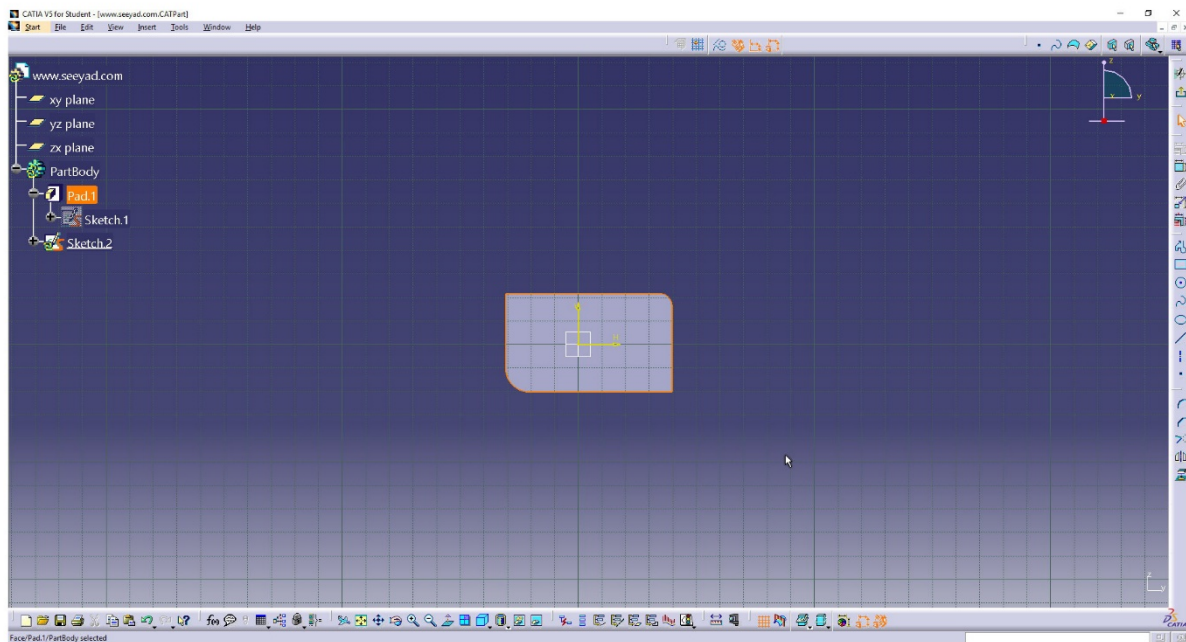 CATIA V5 for Student - [www.seeyad.com.CATPart]
Start File Edit View Insert Tools Window Help
www.seeyad.com
xy plane
yz plane
zx plane
PartBody
Pad.1
Sketch.1
Sketch.2
z
x y
z
y
CATIA
Face/Pad.1/PartBody selected